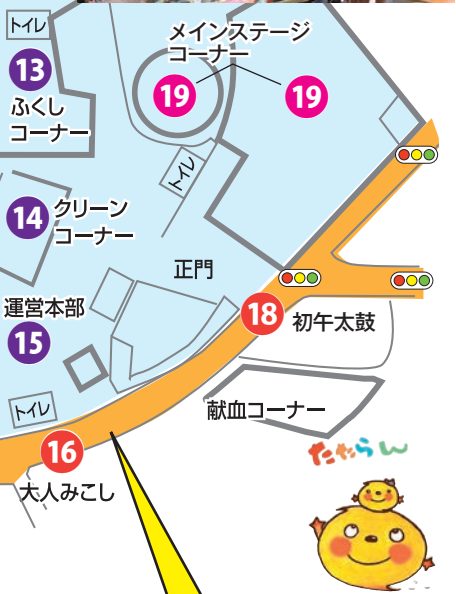 トイレ
メインステージ
コーナー
13
19
19
ふくし
コーナー
トイレ
14
クリーン
コーナー
正門
運営本部
18
初午太鼓
15
トイレ
献血コーナー
16
大人みこし
たたらん